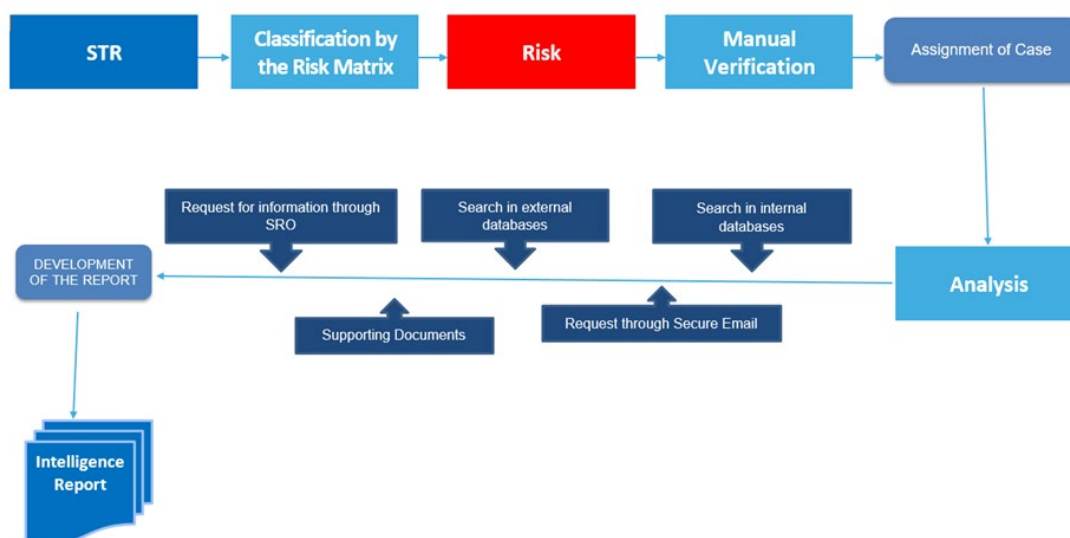 STR
Classification by
the Risk Matrix
Risk
Manual
Verification
Assignment of Case
Request for information through
SRO
Search in external
databases
Search in internal
databases
DEVELOPMENT
OF THE REPORT
Analysis
Supporting Documents
Request through Secure Email
Intelligence
Report